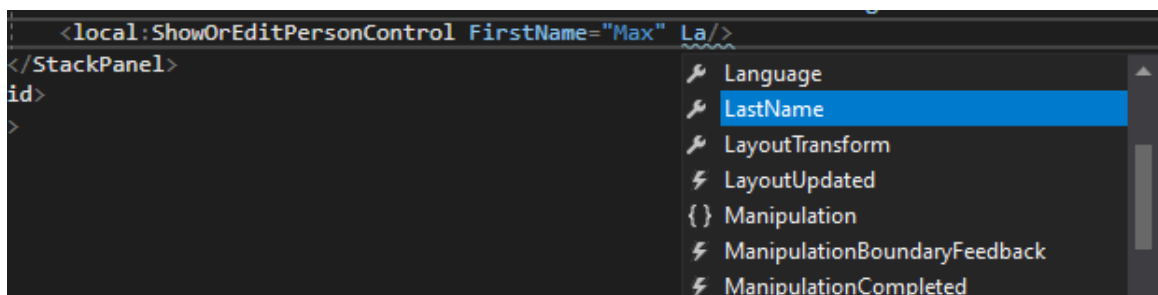 <local:ShowOrEditPersonControl FirstName="Max" La/>
</StackPanel>
id>
>
Language
LastName
LayoutTransform
LayoutUpdated
{ } Manipulation
ManipulationBoundaryFeedback
ManipulationCompleted